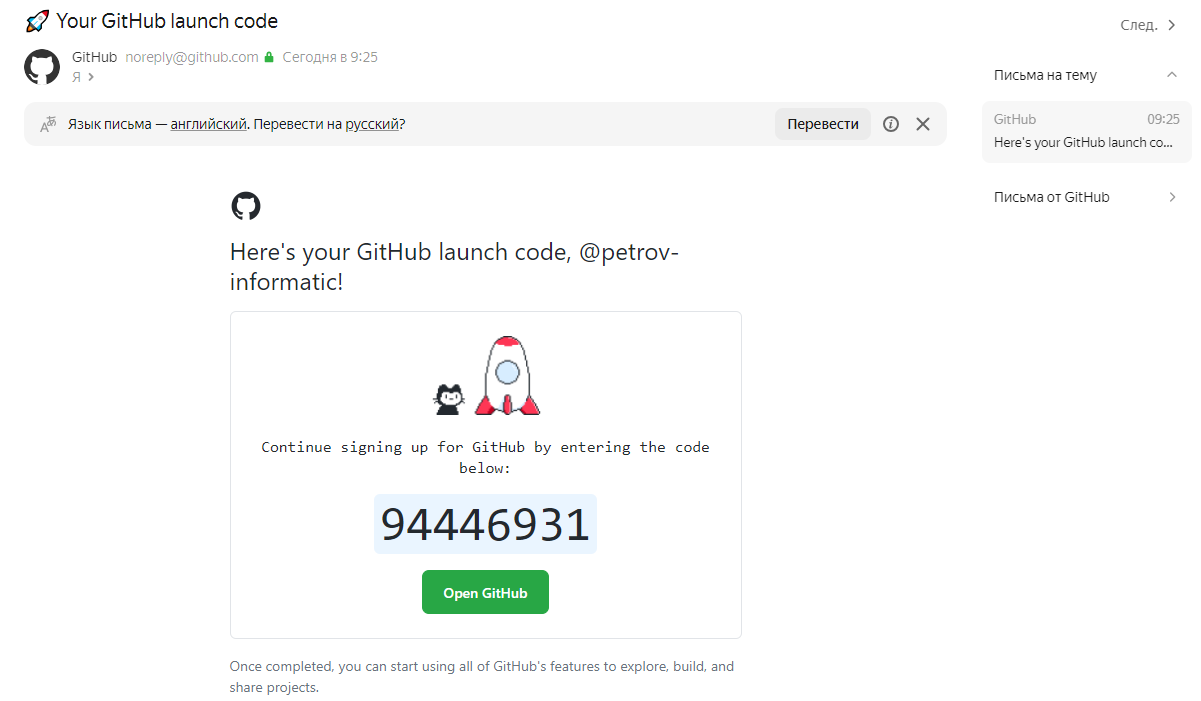 Your GitHub launch code
GitHub noreply@github.com Сегодня в 9:25
Я
Язык письма — английский. Перевести на русский?
Перевести
След.
Письма на тему
GitHub 09:25
Here's your GitHub launch co...
Письма от GitHub
Here's your GitHub launch code, @petrov-
informatic!
Continue signing up for GitHub by entering the code
below:
94446931
Open GitHub
Once completed, you can start using all of GitHub's features to explore, build, and
share projects.